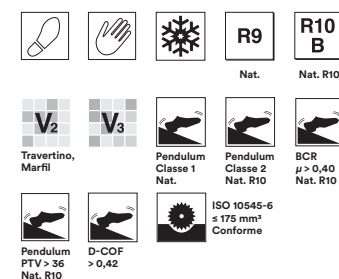 R9
R10
B
Nat.
Nat. R10
V2
V3
Travertino,
Marfil
Pendulum
Classe 1
Nat.
Pendulum
Classe 2
Nat. R10
BCR
µ > 0,40
Nat. R10
Pendulum
PTV > 36
Nat. R10
D-COF
> 0,42
ISO 10545-6
≤ 175 mm³
Conforme